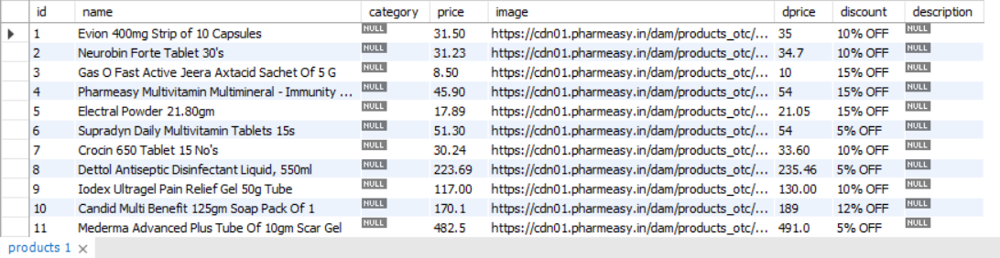 id name category price image dprice discount description
1 Evion 400mg Strip of 10 Capsules NULL 31.50 https://cdn01.pharmeasy.in/dam/products_otc/... 35 10% OFF NULL
2 Neurobin Forte Tablet 30's NULL 31.23 https://cdn01.pharmeasy.in/dam/products_otc/... 34.7 10% OFF NULL
3 Gas O Fast Active Jeera Axtacid Sachet Of 5 G NULL 8.50 https://cdn01.pharmeasy.in/dam/products_otc/... 10 15% OFF NULL
4 Pharmeasy Multivitamin Multimineral - Immunity ... NULL 45.90 https://cdn01.pharmeasy.in/dam/products_otc/... 54 15% OFF NULL
5 Electral Powder 21.80gm NULL 17.89 https://cdn01.pharmeasy.in/dam/products_otc/... 21.05 15% OFF NULL
6 Supradyn Daily Multivitamin Tablets 15s NULL 51.30 https://cdn01.pharmeasy.in/dam/products_otc/... 54 5% OFF NULL
7 Crocin 650 Tablet 15 No's NULL 30.24 https://cdn01.pharmeasy.in/dam/products_otc/... 33.60 10% OFF NULL
8 Dettol Antiseptic Disinfectant Liquid, 550ml NULL 223.69 https://cdn01.pharmeasy.in/dam/products_otc/... 235.46 5% OFF NULL
9 Iodex Ultragel Pain Relief Gel 50g Tube NULL 117.00 https://cdn01.pharmeasy.in/dam/products_otc/... 130.00 10% OFF NULL
10 Candid Multi Benefit 125gm Soap Pack Of 1 NULL 170.1 https://cdn01.pharmeasy.in/dam/products_otc/... 189 12% OFF NULL
11 Mederma Advanced Plus Tube Of 10gm Scar Gel NULL 482.5 https://cdn01.pharmeasy.in/dam/products_otc/... 491.0 5% OFF NULL
products 1